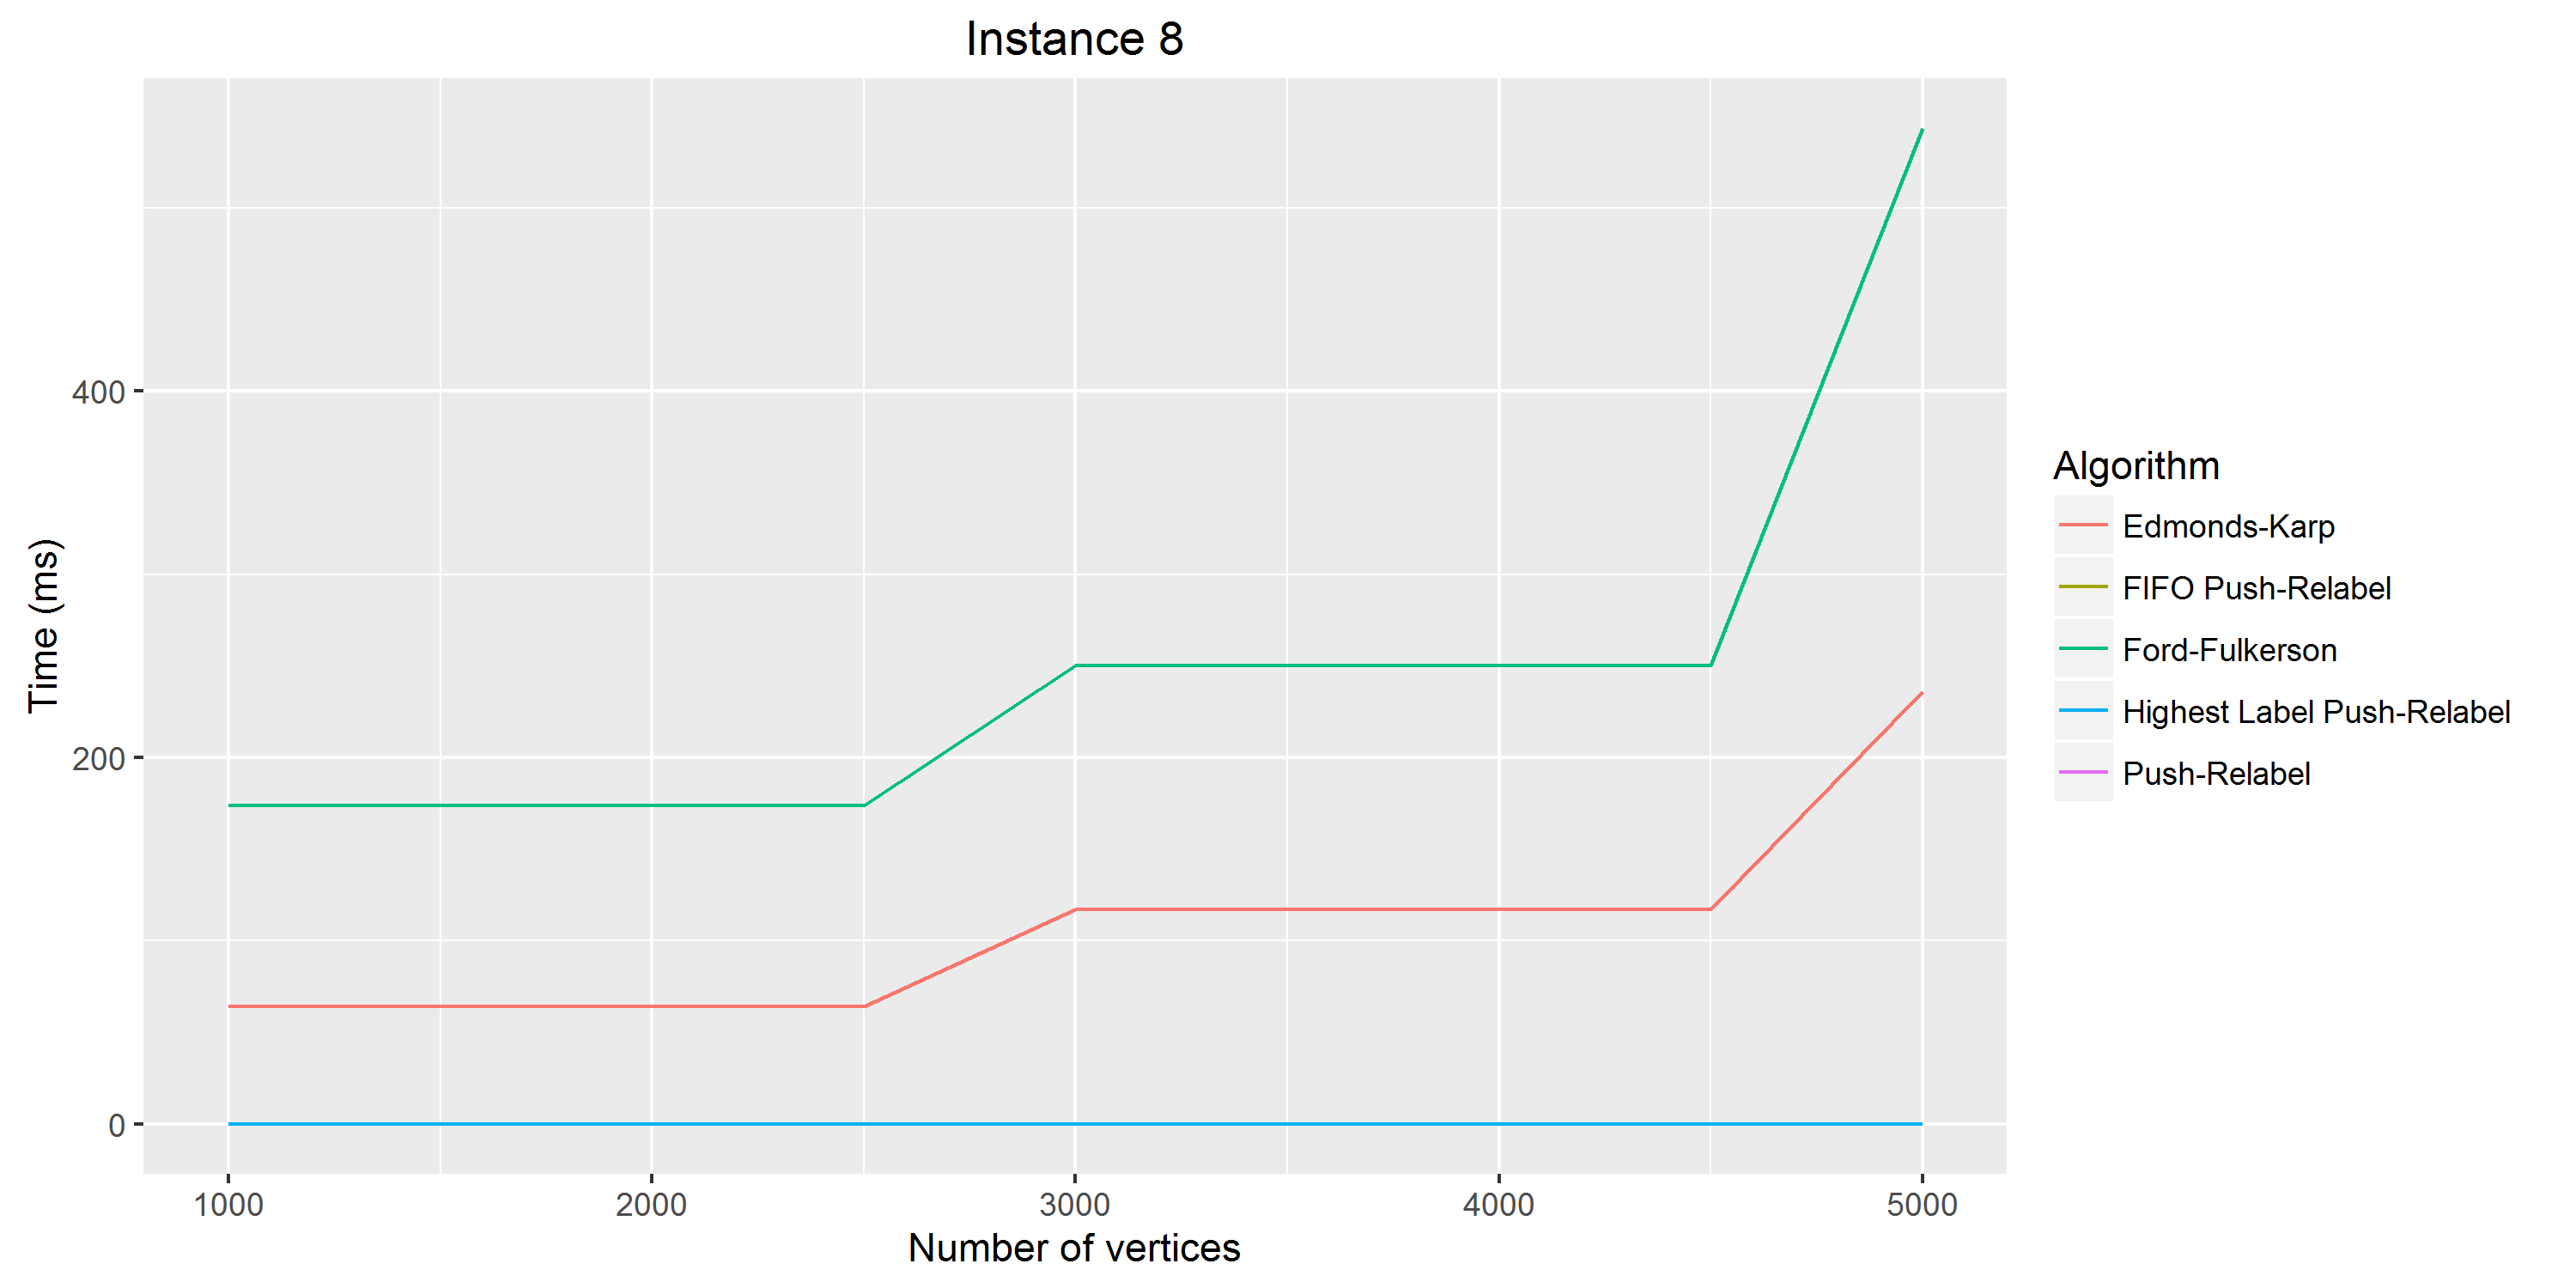 Instance 8
400
200
0
Time (ms)
1000 2000 3000 4000 5000
Number of vertices
Algorithm
Edmonds-Karp
FIFO Push-Relabel
Ford-Fulkerson
Highest Label Push-Relabel
Push-Relabel